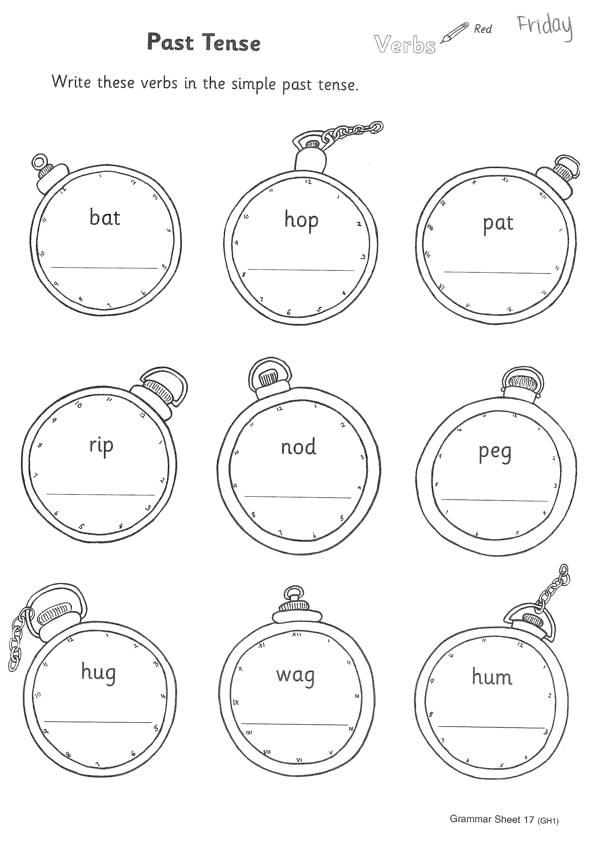 Friday
Past Tense Verbs Red
Write these verbs in the simple past tense.
bat hop pat
rip nod peg
hug wag hum
Grammar Sheet 17 (GH1)